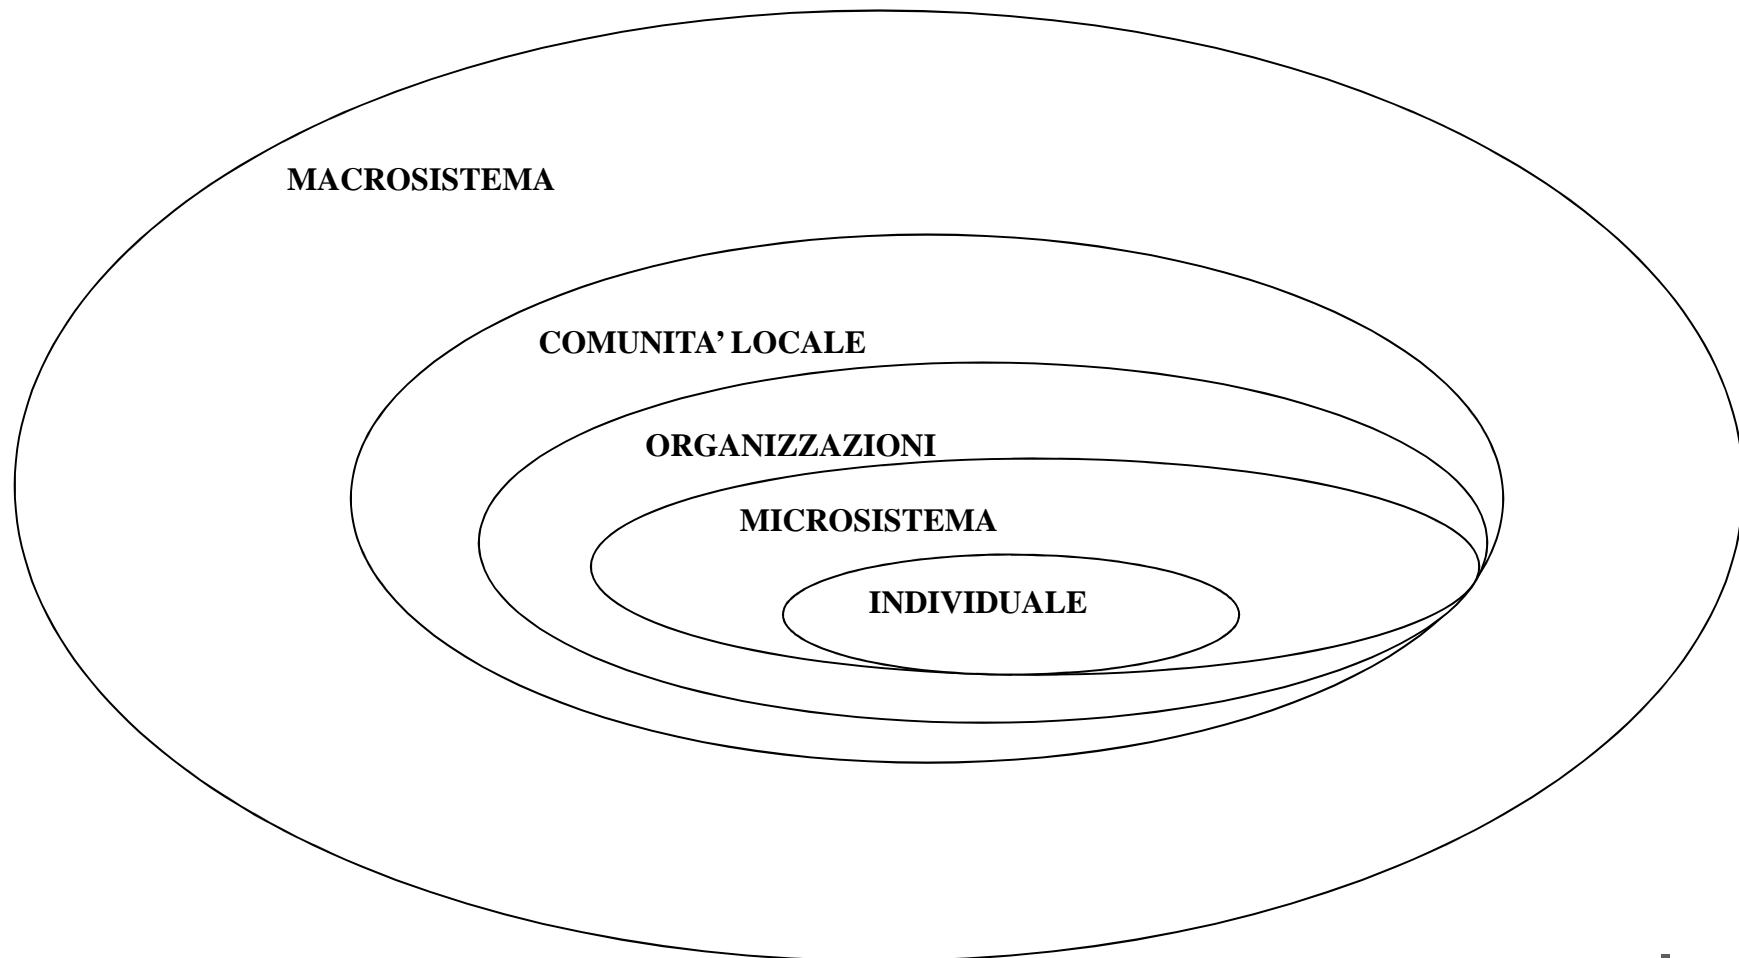 MACROSISTEMA
COMUNITA’ LOCALE
ORGANIZZAZIONI
MICROSISTEMA
INDIVIDUALE